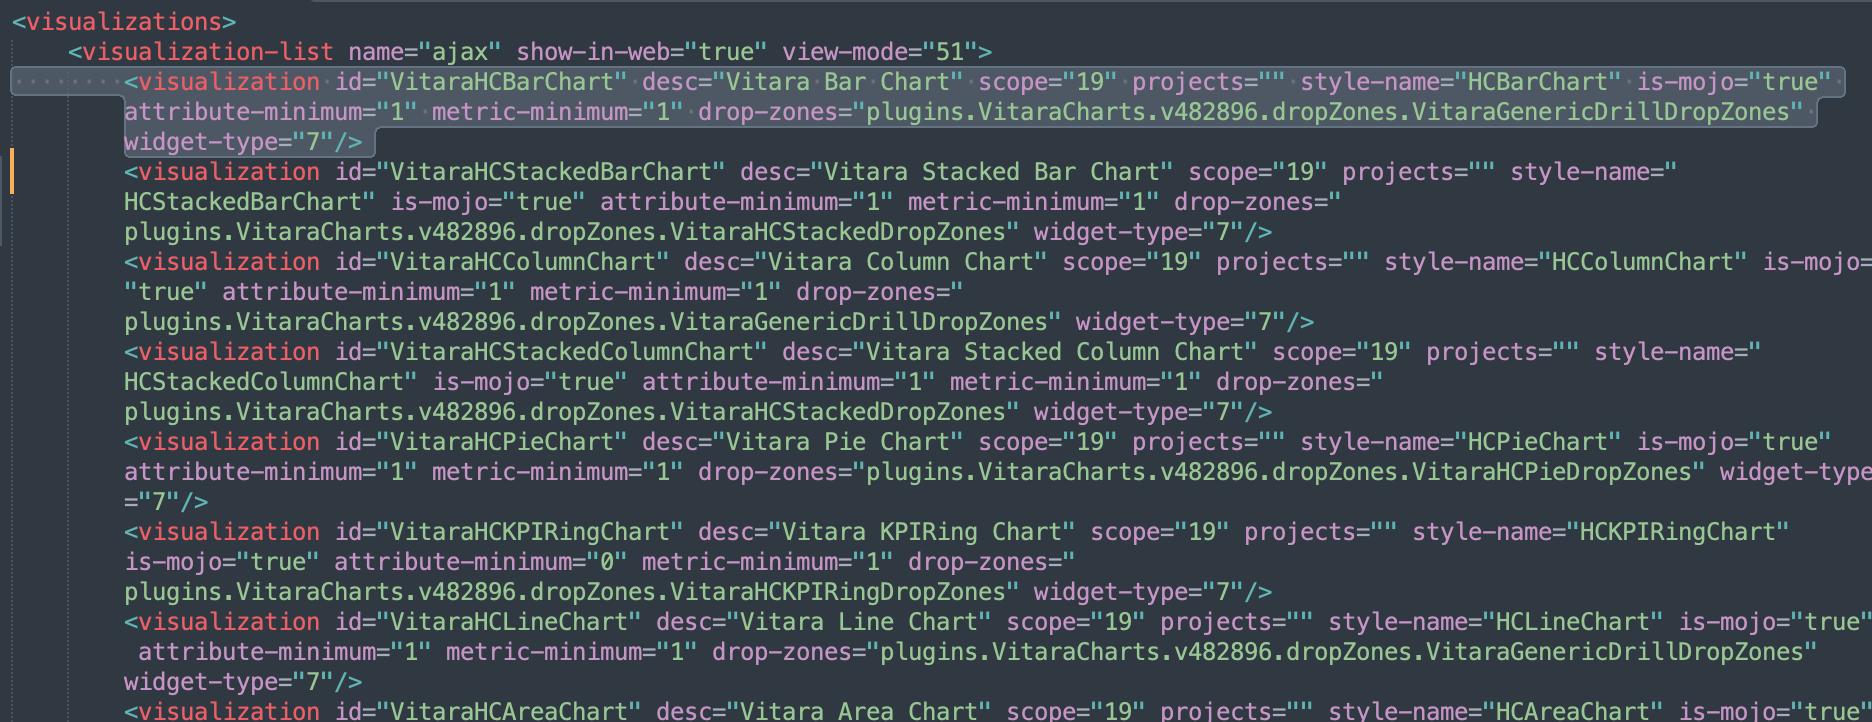 <visualizations>
<visualization-list name="ajax" show-in-web="true" view-mode="51">
<visualization id="VitaraHCBarChart" desc="Vitara Bar Chart" scope="19" projects="" style-name="HCBarChart" is-mojo="true"
attribute-minimum="1" metric-minimum="1" drop-zones="plugins.VitaraCharts.v482896.dropZones.VitaraGenericDrillDropZones"
widget-type="7"/>
<visualization id="VitaraHCStackedBarChart" desc="Vitara Stacked Bar Chart" scope="19" projects="" style-name="
HCStackedBarChart" is-mojo="true" attribute-minimum="1" metric-minimum="1" drop-zones="
plugins.VitaraCharts.v482896.dropZones.VitaraHCStackedDropZones" widget-type="7"/>
<visualization id="VitaraHCColumnChart" desc="Vitara Column Chart" scope="19" projects="" style-name="HCColumnChart" is-mojo=
"true" attribute-minimum="1" metric-minimum="1" drop-zones="
plugins.VitaraCharts.v482896.dropZones.VitaraGenericDrillDropZones" widget-type="7"/>
<visualization id="VitaraHCStackedColumnChart" desc="Vitara Stacked Column Chart" scope="19" projects="" style-name="
HCStackedColumnChart" is-mojo="true" attribute-minimum="1" metric-minimum="1" drop-zones="
plugins.VitaraCharts.v482896.dropZones.VitaraHCStackedDropZones" widget-type="7"/>
<visualization id="VitaraHCPieChart" desc="Vitara Pie Chart" scope="19" projects="" style-name="HCPieChart" is-mojo="true"
attribute-minimum="1" metric-minimum="1" drop-zones="plugins.VitaraCharts.v482896.dropZones.VitaraHCPieDropZones" widget-type
="7"/>
<visualization id="VitaraHCKPIRingChart" desc="Vitara KPIRing Chart" scope="19" projects="" style-name="HCKPIRingChart"
is-mojo="true" attribute-minimum="0" metric-minimum="1" drop-zones="
plugins.VitaraCharts.v482896.dropZones.VitaraHCKPIRingDropZones" widget-type="7"/>
<visualization id="VitaraHCLineChart" desc="Vitara Line Chart" scope="19" projects="" style-name="HCLineChart" is-mojo="true"
attribute-minimum="1" metric-minimum="1" drop-zones="plugins.VitaraCharts.v482896.dropZones.VitaraGenericDrillDropZones"
widget-type="7"/>
<visualization id="VitaraHCAreaChart" desc="Vitara Area Chart" scope="19" projects="" style-name="HCAreaChart" is-mojo="true"